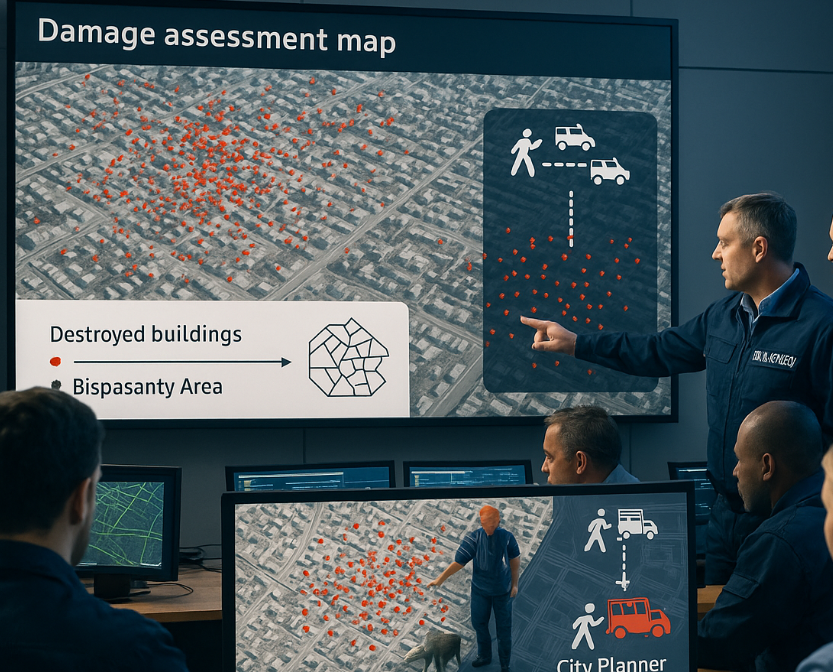 Damage assessment map
Destroyed buildings
Bispasanty Area
City Planner